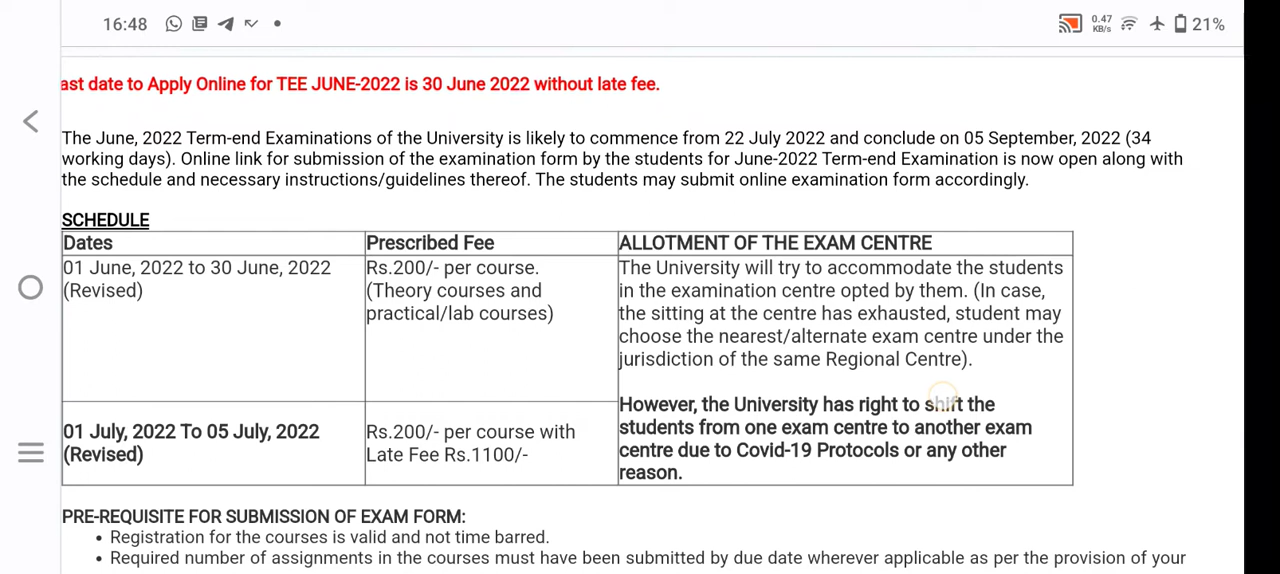 16:48
0.47
KB/s
21%
ast date to Apply Online for TEE JUNE-2022 is 30 June 2022 without late fee.
The June, 2022 Term-end Examinations of the University is likely to commence from 22 July 2022 and conclude on 05 September, 2022 (34
working days). Online link for submission of the examination form by the students for June-2022 Term-end Examination is now open along with
the schedule and necessary instructions/guidelines thereof. The students may submit online examination form accordingly.
SCHEDULE
Dates
Prescribed Fee
ALLOTMENT OF THE EXAM CENTRE
01 June, 2022 to 30 June, 2022
(Revised)
Rs.200/- per course.
(Theory courses and
practical/lab courses)
The University will try to accommodate the students
in the examination centre opted by them. (In case,
the sitting at the centre has exhausted, student may
choose the nearest/alternate exam centre under the
jurisdiction of the same Regional Centre).
However, the University has right to shift the
students from one exam centre to another exam
centre due to Covid-19 Protocols or any other
reason.
01 July, 2022 To 05 July, 2022
(Revised)
Rs.200/- per course with
Late Fee Rs.1100/-
PRE-REQUISITE FOR SUBMISSION OF EXAM FORM:
• Registration for the courses is valid and not time barred.
• Required number of assignments in the courses must have been submitted by due date wherever applicable as per the provision of your